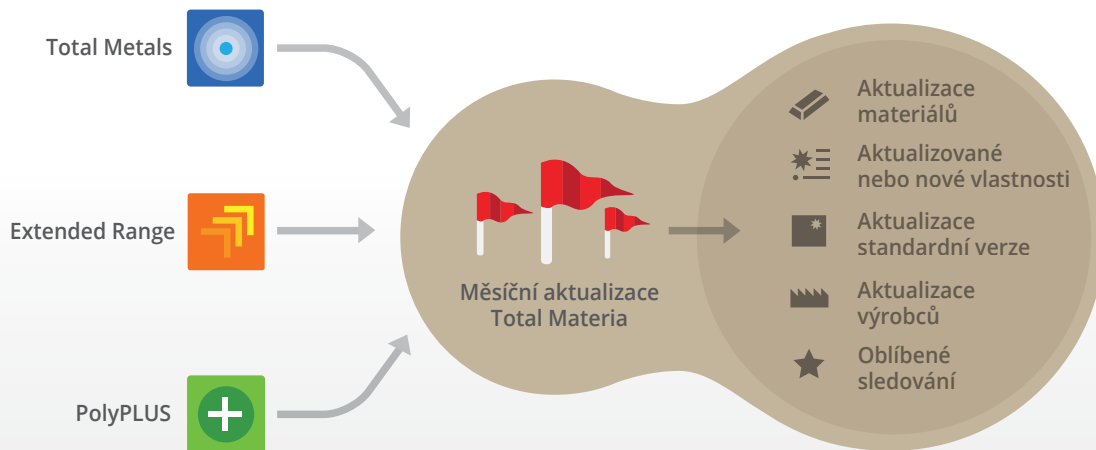 Total Metals
Extended Range
PolyPLUS
Měsíční aktualizace
Total Materia
Aktualizace
materiálů
Aktualizované
nebo nové vlastnosti
Aktualizace
standardní verze
Aktualizace
výrobců
Oblíbené
sledování